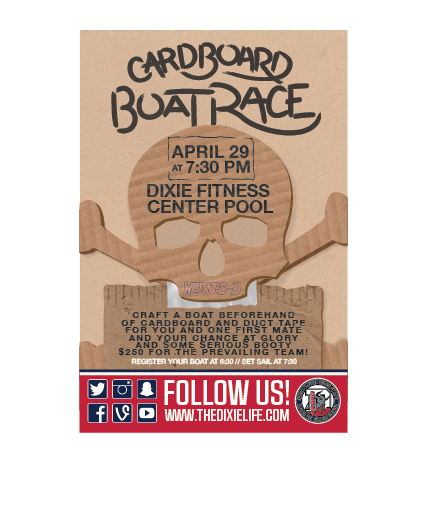 CARDBOARD
BOAT RACE
APRIL 29
AT 7:30 PM
DIXIE FITNESS
CENTER POOL
CRAFT A BOAT BEFOREHAND
OF CARDBOARD AND DUCT TAPE
FOR YOU AND ONE FIRST MATE
AND YOUR CHANCE AT GLORY
AND SOME SERIOUS BOOTY
$250 FOR THE PREVAILING TEAM!
REGISTER YOUR BOAT AT 6:30 // SET SAIL AT 7:30
FOLLOW US!
WWW.THEDIXIELIFE.COM